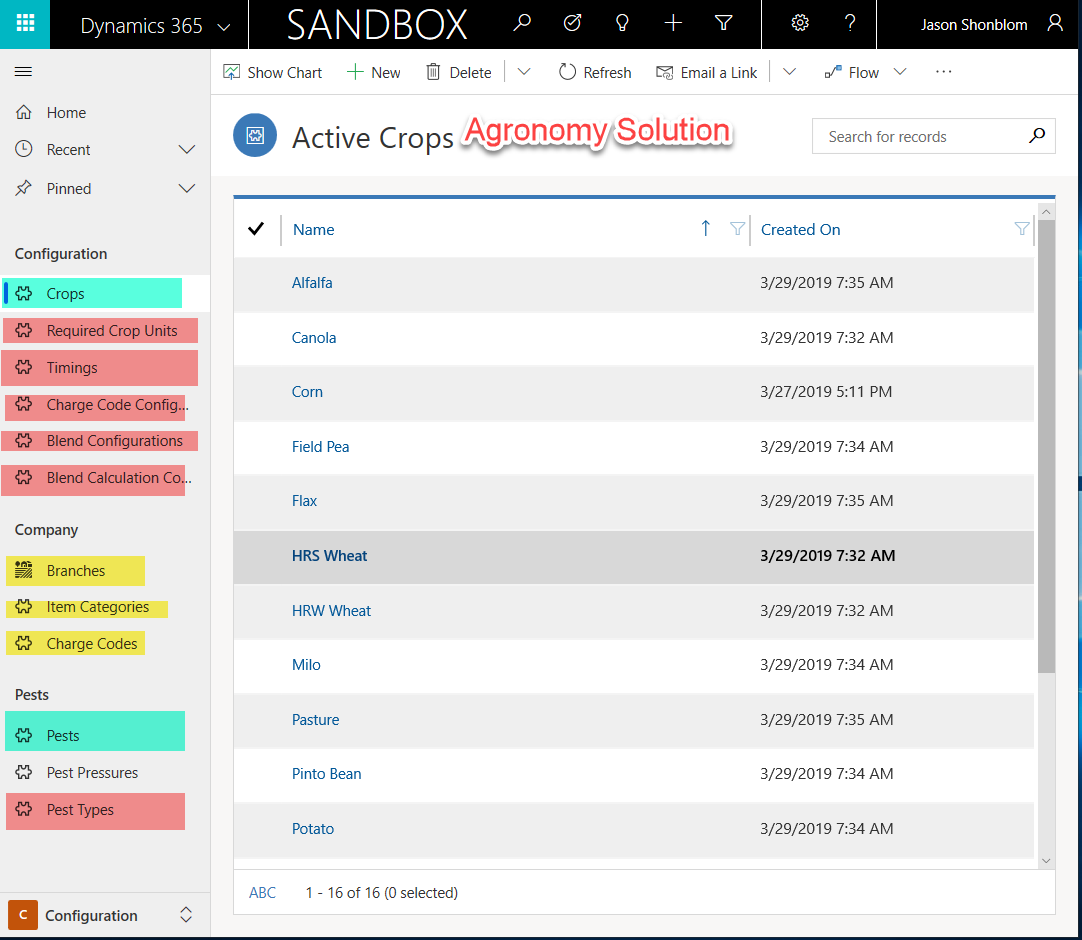 Dynamics 365 SANDBOX ? Jason Shonblom
Show Chart New Delete Refresh Email a Link Flow ...
Home
Recent
Pinned
Active Crops Agronomy Solution Search for records
Configuration
Crops
Required Crop Units
Timings
Charge Code Config...
Blend Configurations
Blend Calculation Co...
Company
Branches
Item Categories
Charge Codes
Pests
Pests
Pest Pressures
Pest Types
C Configuration
Name Created On
Alfalfa 3/29/2019 7:35 AM
Canola 3/29/2019 7:32 AM
Corn 3/27/2019 5:11 PM
Field Pea 3/29/2019 7:34 AM
Flax 3/29/2019 7:35 AM
HRS Wheat 3/29/2019 7:32 AM
HRW Wheat 3/29/2019 7:32 AM
Milo 3/29/2019 7:34 AM
Pasture 3/29/2019 7:35 AM
Pinto Bean 3/29/2019 7:34 AM
Potato 3/29/2019 7:34 AM
ABC 1 - 16 of 16 (0 selected)